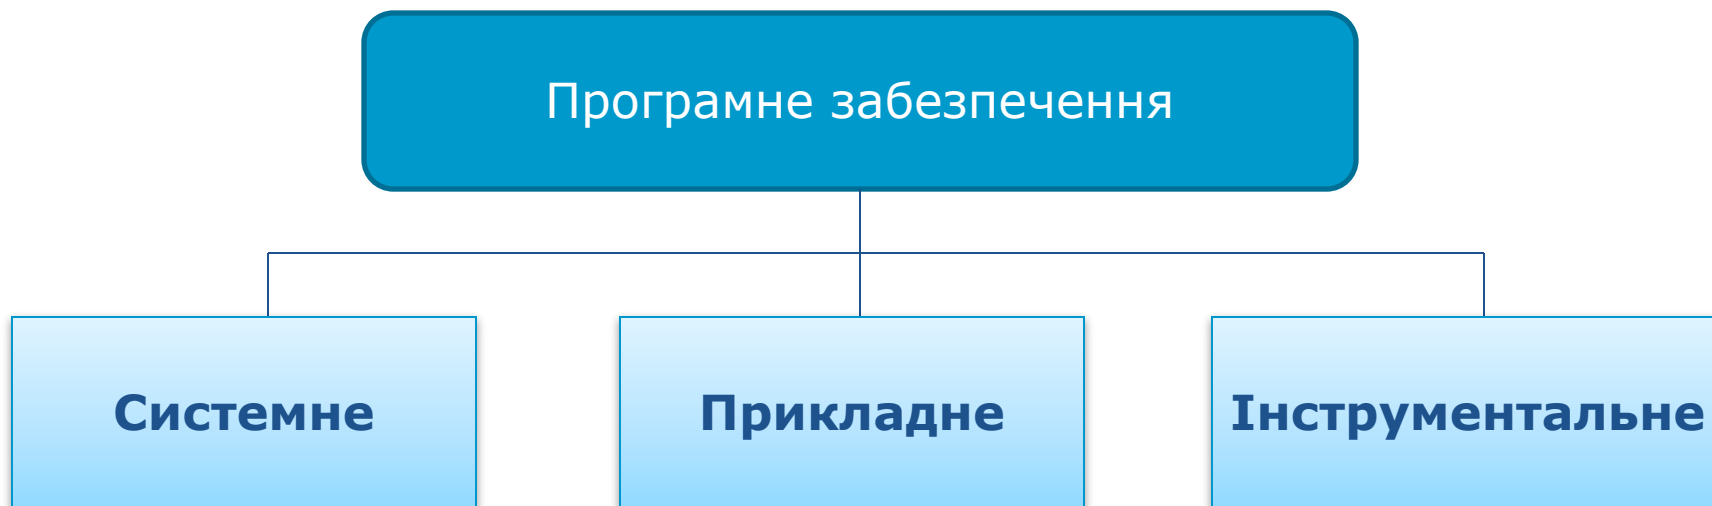 Програмне забезпечення
Системне
Прикладне
Інструментальне